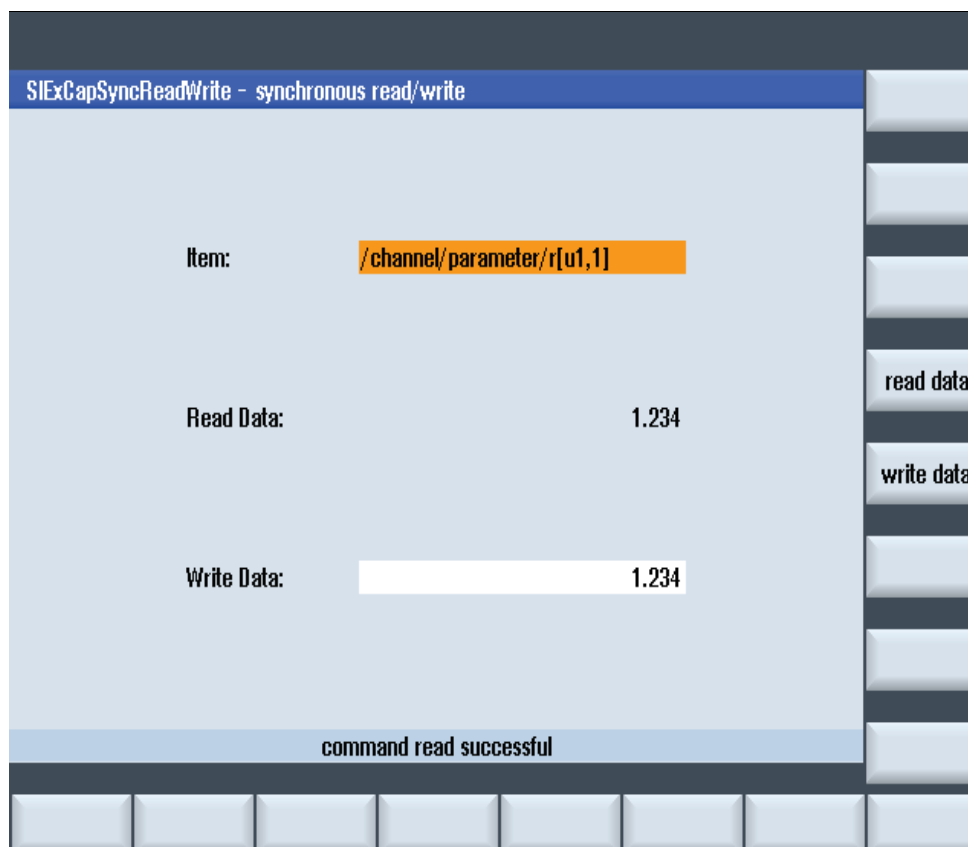 SlExCapSyncReadWrite - synchronous read/write
Item: /channel/parameter/r[u1,1]
read data
Read Data: 1.234
write data
Write Data: 1.234
command read successful